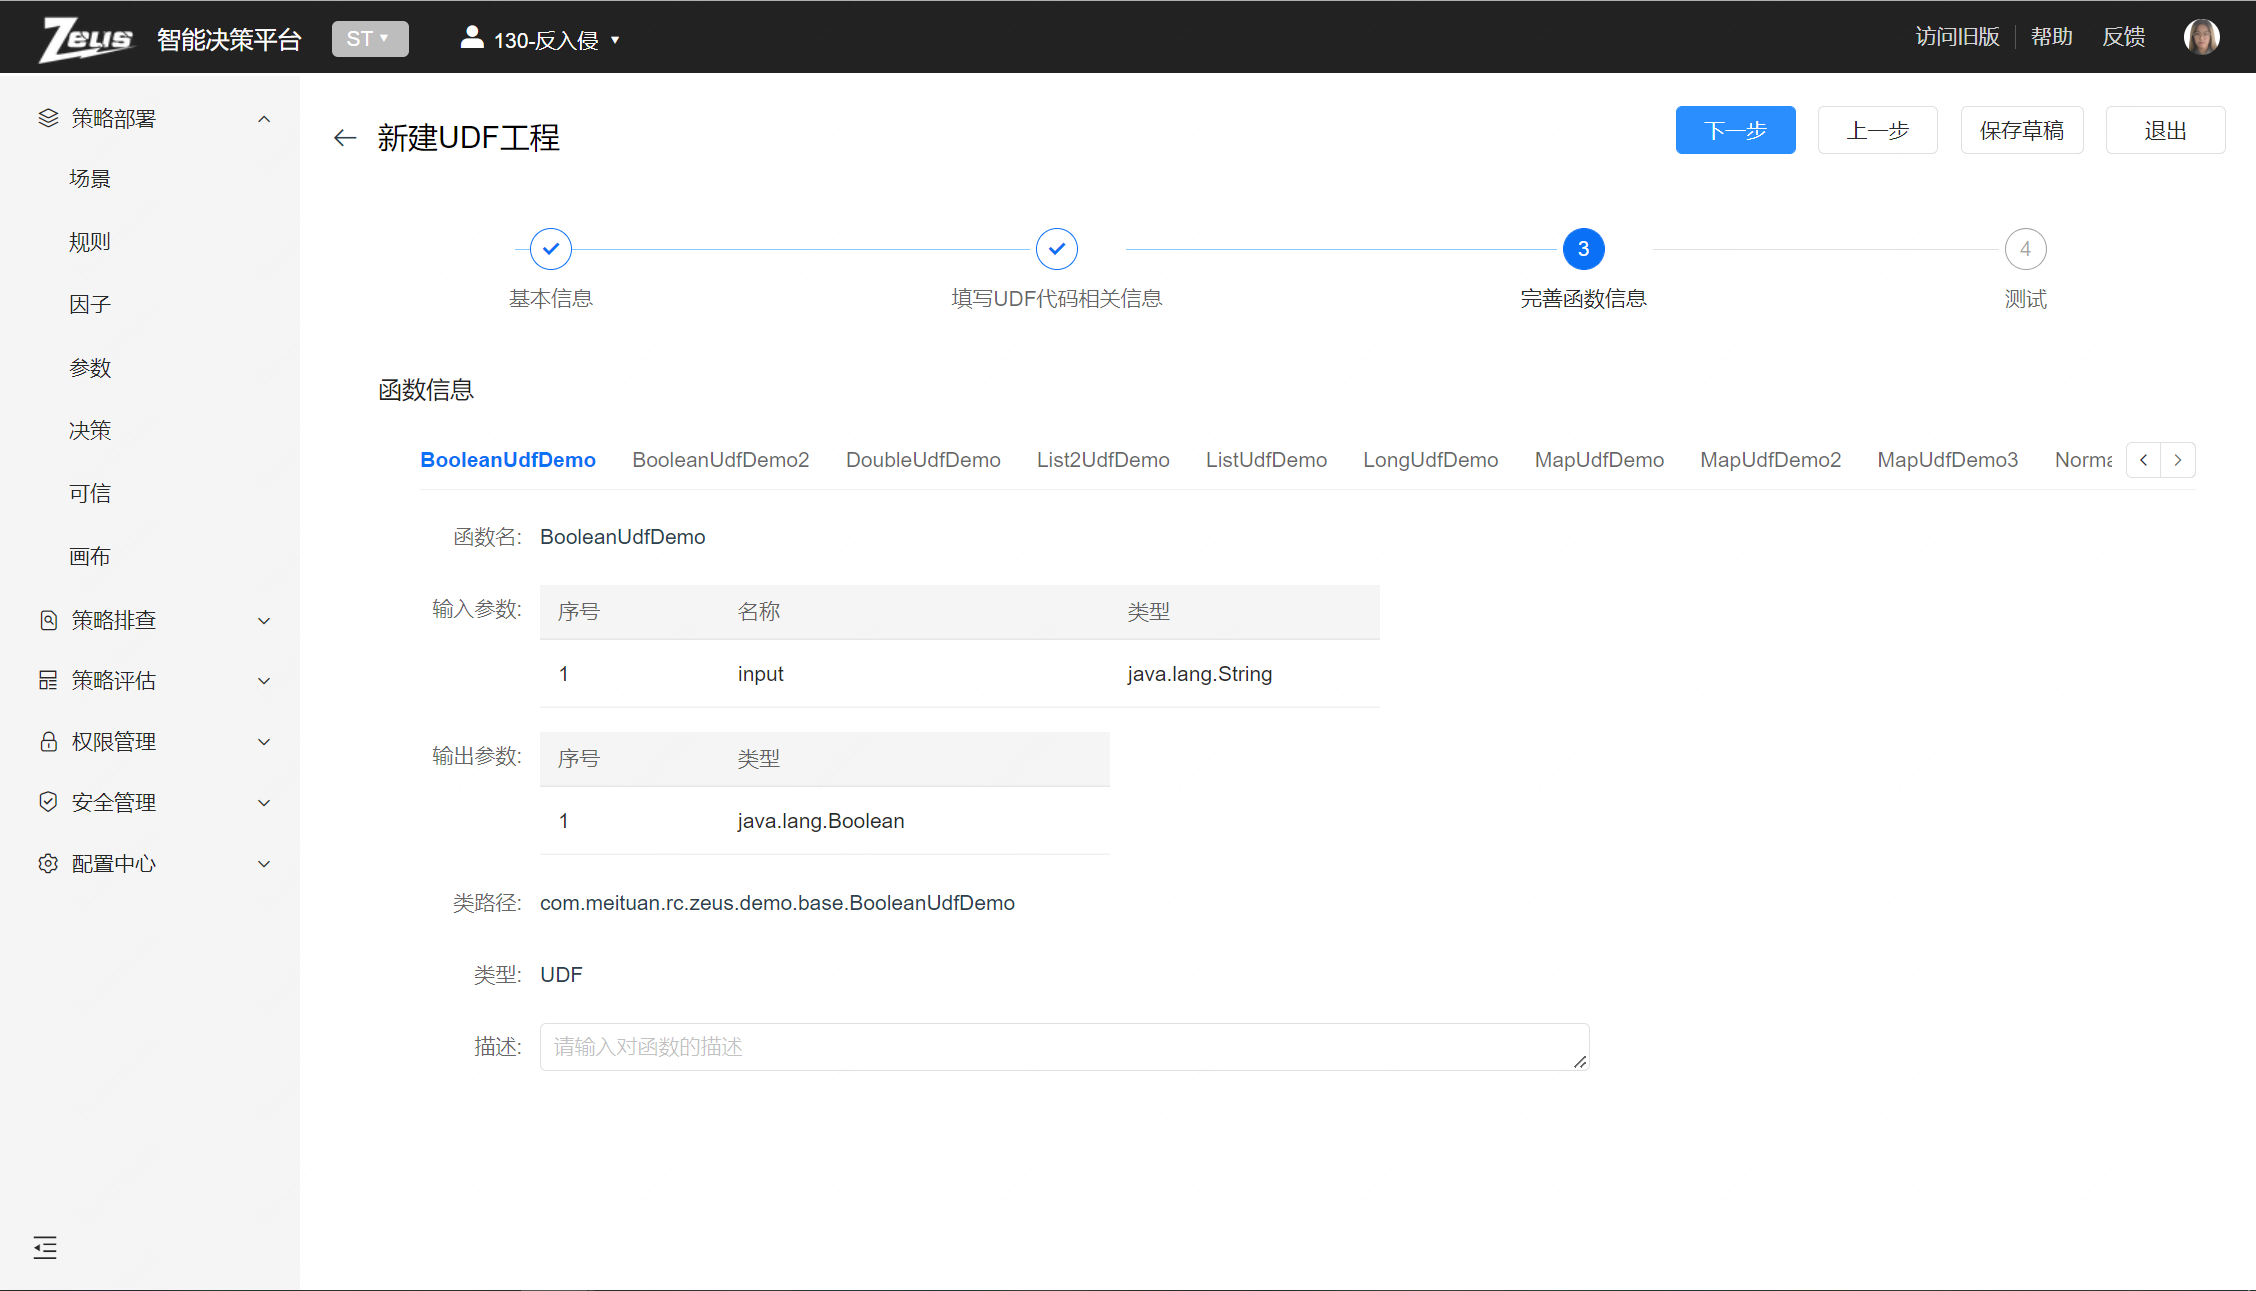 Zeus 智能决策平台 ST 130-反入侵 访问旧版 帮助 反馈
策略部署
场景
规则
因子
参数
决策
可信
画布
策略排查
策略评估
权限管理
安全管理
配置中心
新建UDF工程 下一步 上一步 保存草稿 退出
3 4
基本信息 填写UDF代码相关信息 完善函数信息 测试
函数信息
BooleanUdfDemo BooleanUdfDemo2 DoubleUdfDemo List2UdfDemo ListUdfDemo LongUdfDemo MapUdfDemo MapUdfDemo2 MapUdfDemo3 Norma
函数名: BooleanUdfDemo
输入参数: 序号 名称 类型
1 input java.lang.String
输出参数: 序号 类型
1 java.lang.Boolean
类路径: com.meituan.rc.zeus.demo.base.BooleanUdfDemo
类型: UDF
描述: 请输入对函数的描述